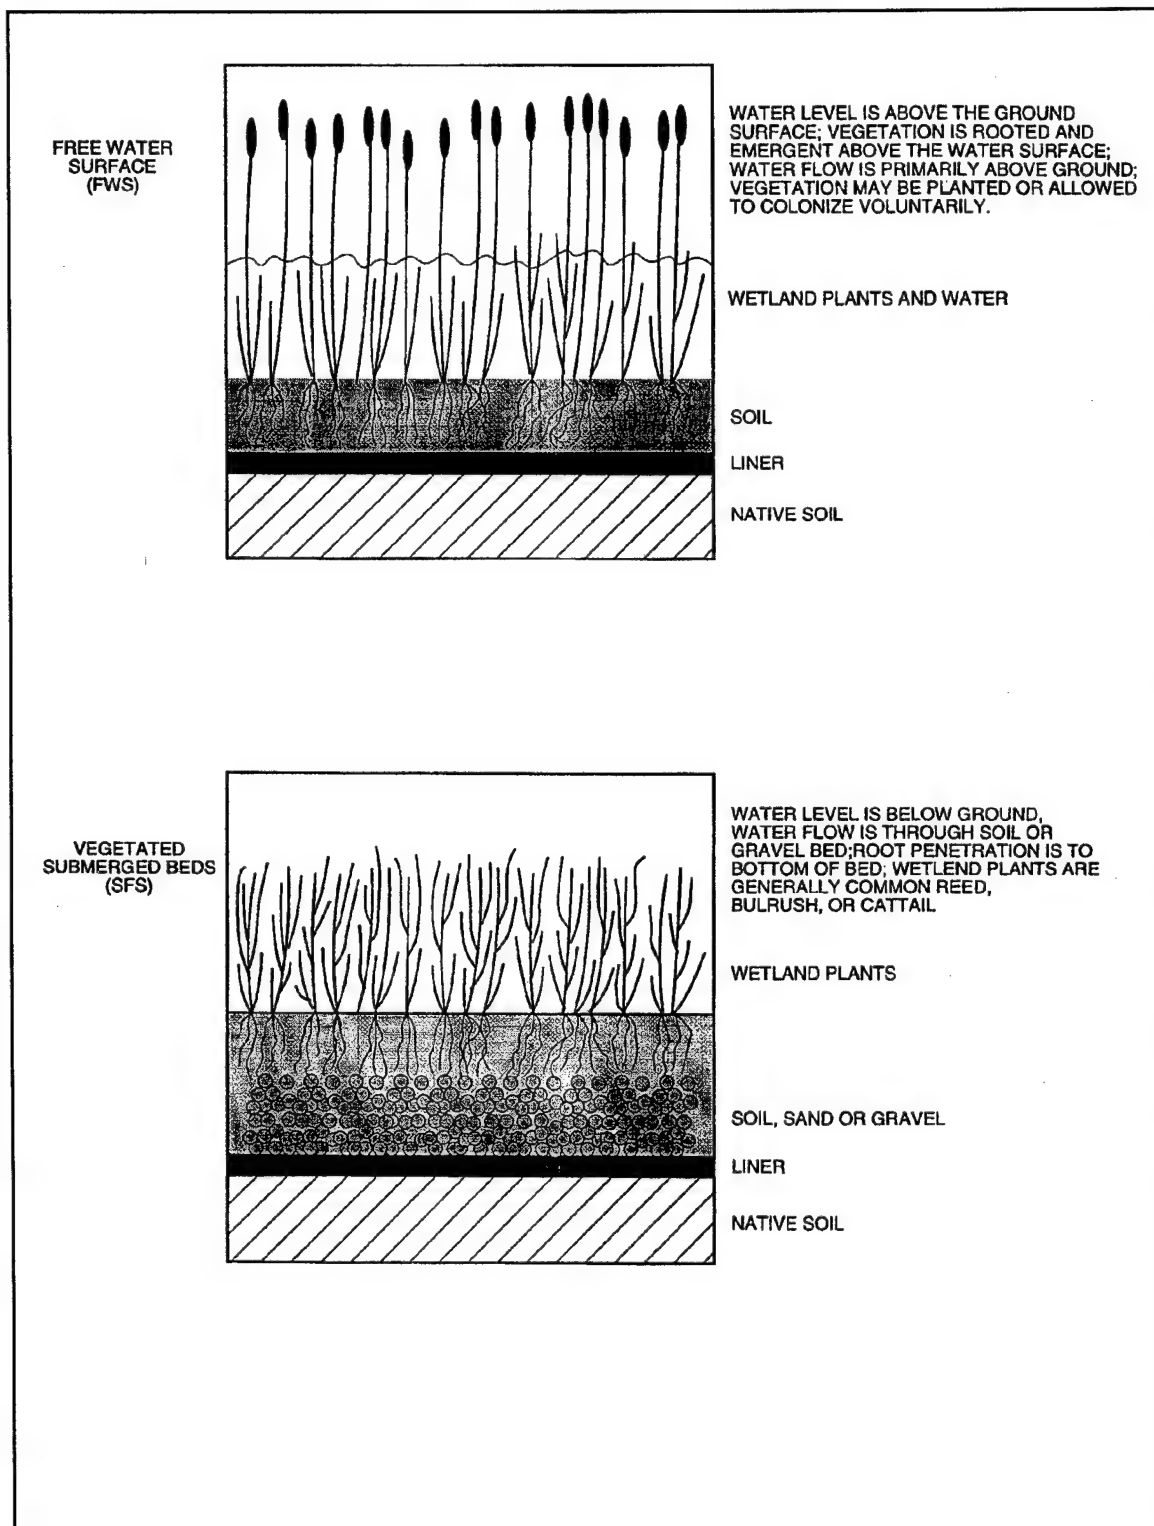 FREE WATER
SURFACE
(FWS)
WATER LEVEL IS ABOVE THE GROUND
SURFACE; VEGETATION IS ROOTED AND
EMERGENT ABOVE THE WATER SURFACE;
WATER FLOW IS PRIMARILY ABOVE GROUND;
VEGETATION MAY BE PLANTED OR ALLOWED
TO COLONIZE VOLUNTARILY.
WETLAND PLANTS AND WATER
SOIL
LINER
NATIVE SOIL
VEGETATED
SUBMERGED BEDS
(SFS)
WATER LEVEL IS BELOW GROUND,
WATER FLOW IS THROUGH SOIL OR
GRAVEL BED;ROOT PENETRATION IS TO
BOTTOM OF BED; WETLEND PLANTS ARE
GENERALLY COMMON REED,
BULRUSH, OR CATTAIL
WETLAND PLANTS
SOIL, SAND OR GRAVEL
LINER
NATIVE SOIL